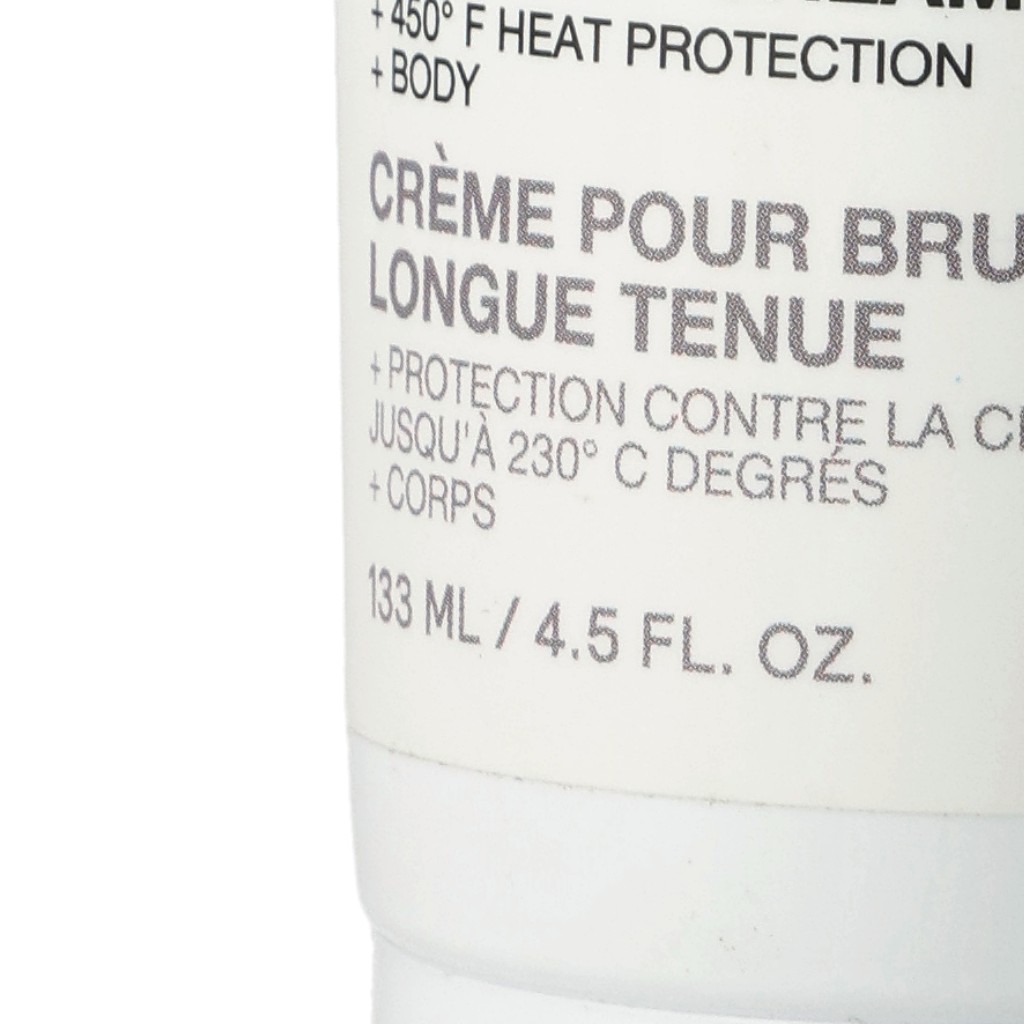 + 450° F HEAT PROTECTION
+ BODY
CRÈME POUR BRU
LONGUE TENUE
+ PROTECTION CONTRE LA
JUSQU'À 230° C DEGRÉS
+ CORPS
133 ML / 4.5 FL. OZ.